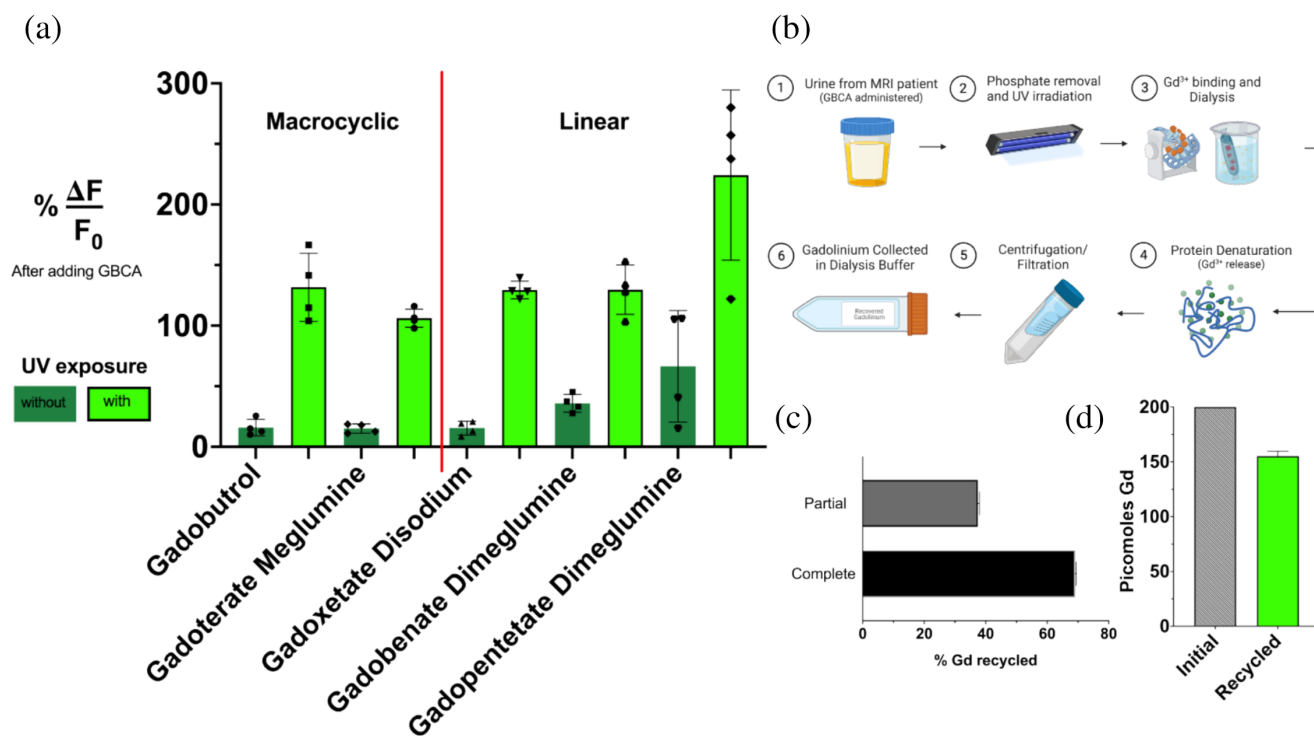 (a)
300
200
100
0
Macrocyclic
Linear
% ΔF
F0
After adding GBCA
UV exposure
without
with
Gadobutrol
Gadoterate Meglumine
Gadoxetate Disodium
Gadobenate Dimeglumine
Gadopentetate Dimeglumine
(b)
1
Urine from MRI patient
(GBCA administered)
2
Phosphate removal
and UV irradiation
3
Gd³⁺ binding and
Dialysis
6
Gadolinium Collected
in Dialysis Buffer
Recovered
Gadolinium
5
Centrifugation/
Filtration
4
Protein Denaturation
(Gd³⁺ release)
(c)
Partial
Complete
0 20 40 60 80
% Gd recycled
(d)
Picomoles Gd
200
150
100
50
0
Initial
Recycled